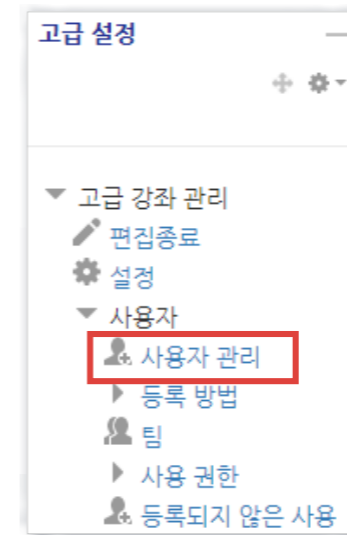 고급 설정
고급 강좌 관리
편집종료
설정
사용자
사용자 관리
등록 방법
팀
사용 권한
등록되지 않은 사용